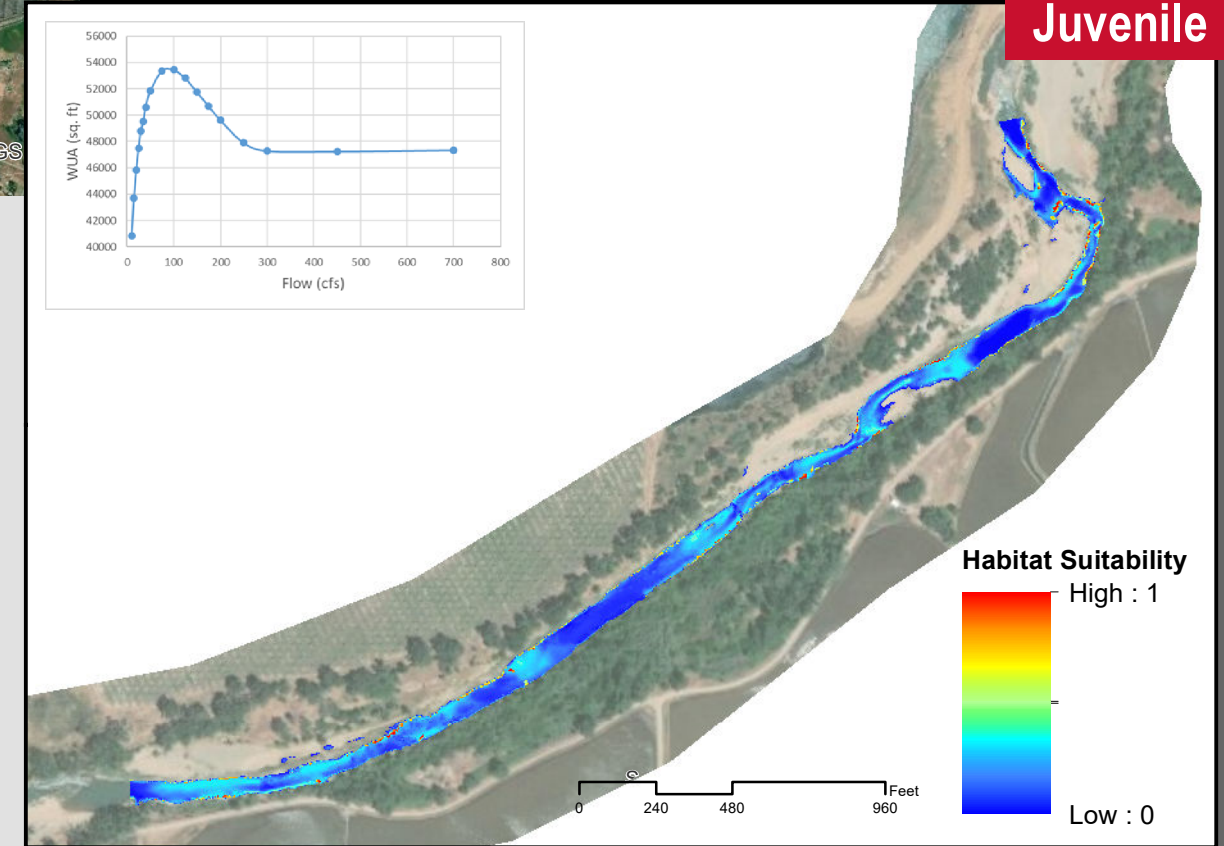 Juvenile
56000
54000
52000
50000
48000
46000
44000
42000
40000
WUA (sq. ft)
0 100 200 300 400 500 600 700 800
Flow (cfs)
GS
Habitat Suitability
High : 1
=
Low : 0
S
Feet
0 240 480 960